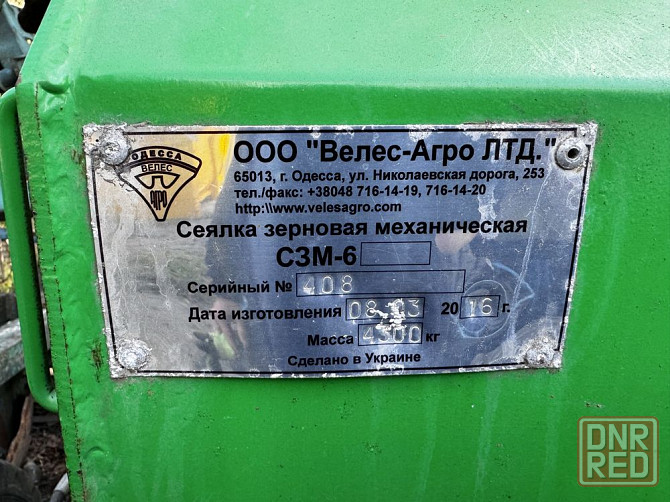 ОДЕССА
ВЕЛЕС
АГРО
ООО "Велес-Агро ЛТД."
65013, г. Одесса, ул. Николаевская дорога, 253
тел./факс: +38048 716-14-19, 716-14-20
http:\\www.velesagro.com
Сеялка зерновая механическая
СЗМ-6
Серийный № 408
Дата изготовления 08.03 2016 г.
Масса 4300 кг
Сделано в Украине
DNR
RED